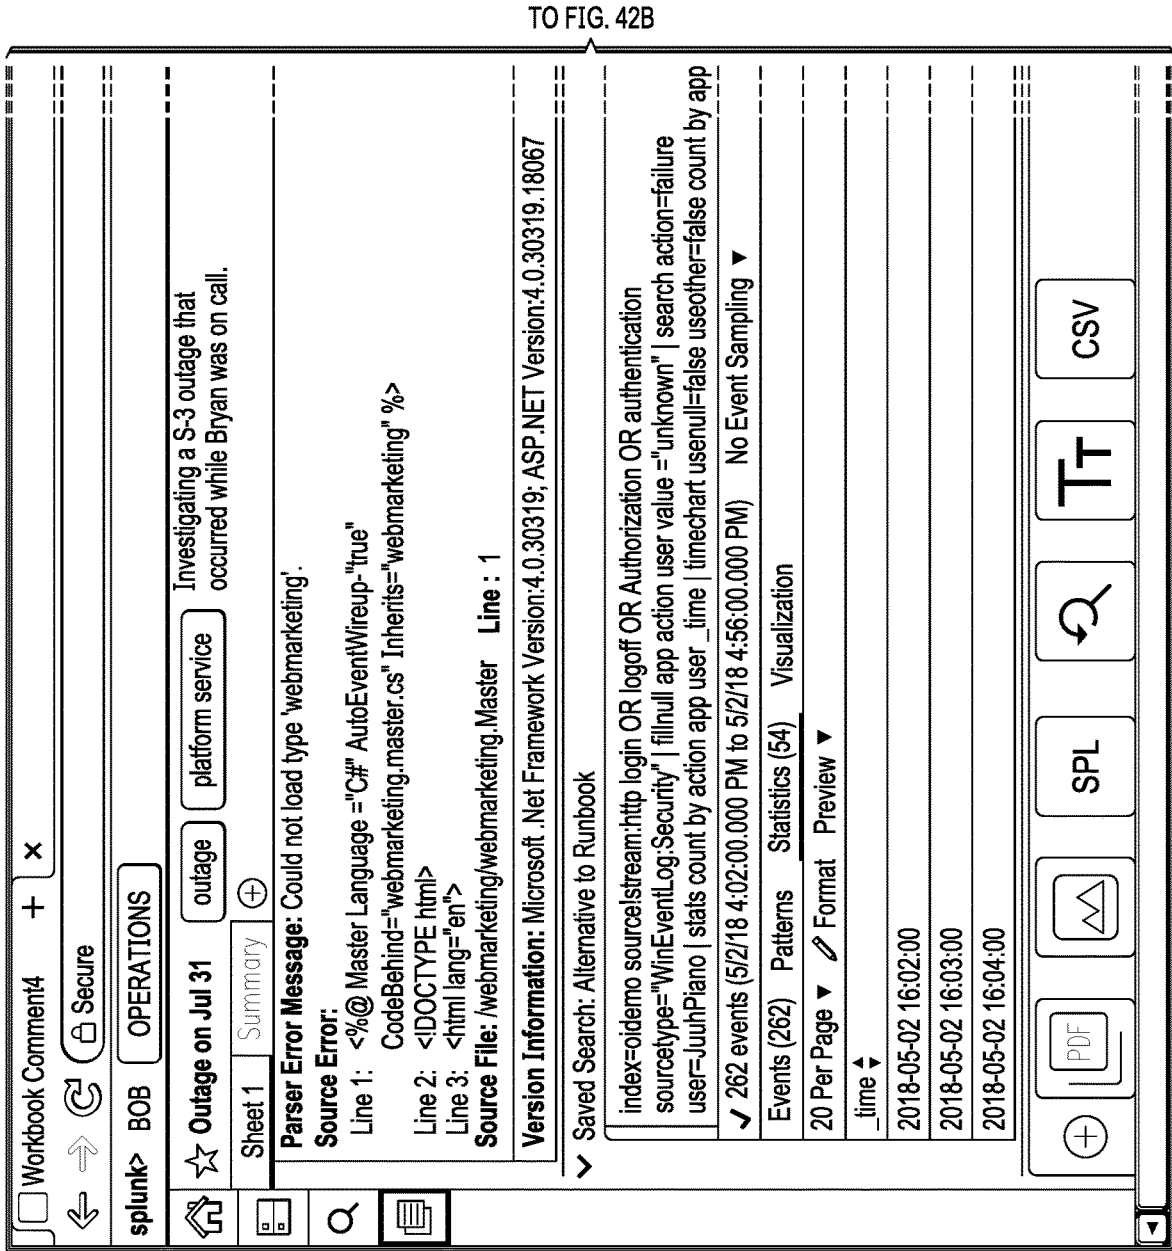 TO FIG. 42B
Workbook Comment4 + ×
Secure
splunk> BOB OPERATIONS
Outage on Jul 31 outage platform service
Investigating a S-3 outage that
occurred while Bryan was on call.
Sheet 1 Summary +
Parser Error Message: Could not load type 'webmarketing'.
Source Error:
Line 1: <%@ Master Language ="C#" AutoEventWireup-"true"
CodeBehind="webmarketing.master.cs" Inherits="webmarketing" %>
Line 2: <!DOCTYPE html>
Line 3: <html lang="en">
Source File: /webmarketing/webmarketing.Master Line : 1
Version Information: Microsoft .Net Framework Version:4.0.30319; ASP.NET Version:4.0.30319.18067
Saved Search: Alternative to Runbook
index=oidemo source!stream:http login OR logoff OR Authorization OR authentication
sourcetype="WinEventLog:Security" | fillnull app action user value ="unknown" | search action=failure
user=JuuhPiano | stats count by action app user _time | timechart usenull=false useother=false count by app
✓ 262 events (5/2/18 4:02:00.000 PM to 5/2/18 4:56:00.000 PM) No Event Sampling ▼
Events (262) Patterns Statistics (54) Visualization
20 Per Page ▼ Format Preview ▼
_time
2018-05-02 16:02:00
2018-05-02 16:03:00
2018-05-02 16:04:00
+ PDF SPL TT CSV